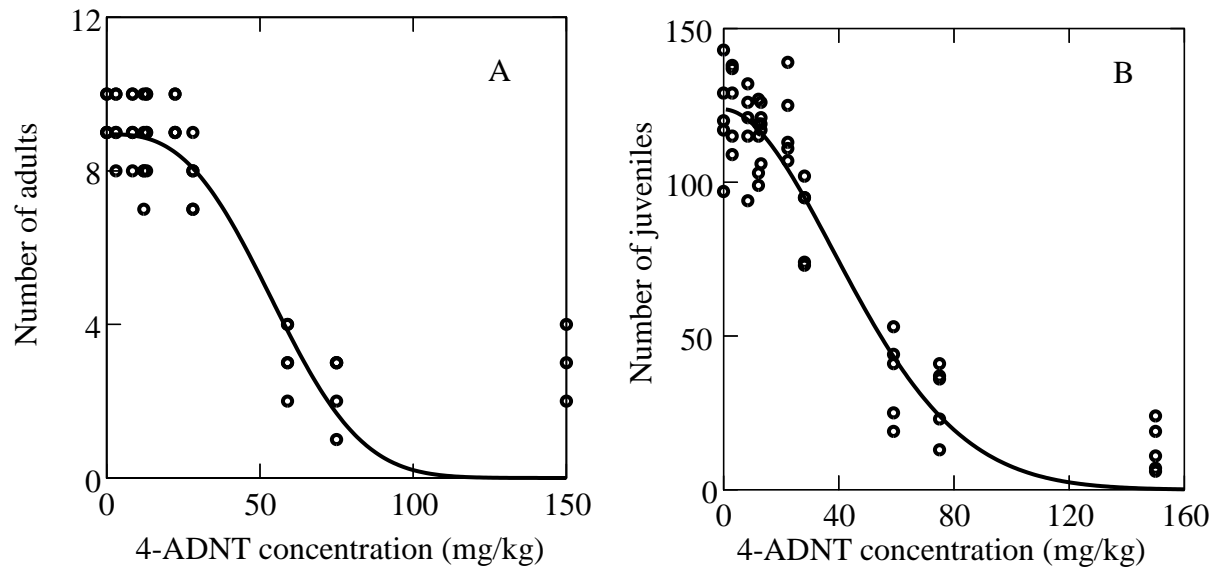 12
8
4
0
Number of adults
A
0 50 100 150
4-ADNT concentration (mg/kg)
150
100
50
0
Number of juveniles
B
0 40 80 120 160
4-ADNT concentration (mg/kg)